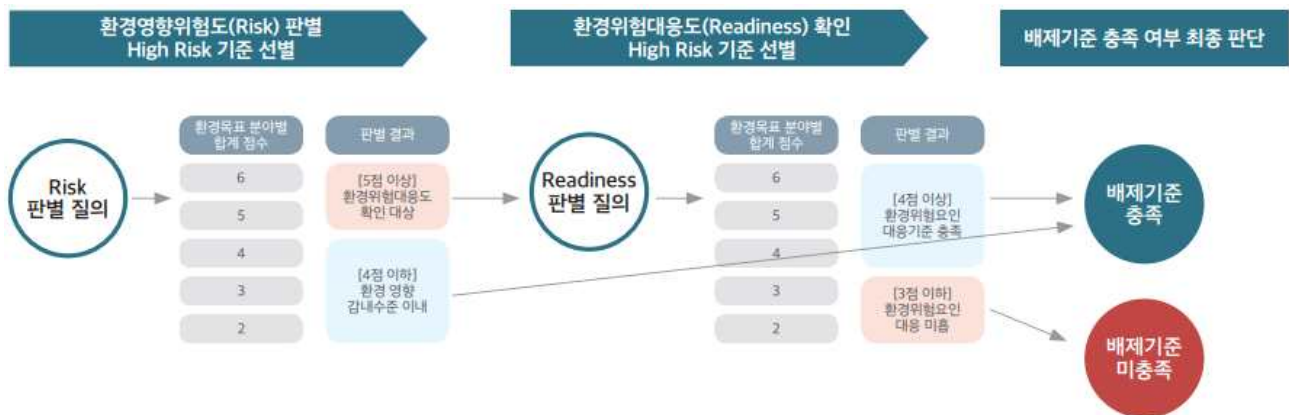 환경영향위험도(Risk) 판별
High Risk 기준 선별
환경위험대응도(Readiness) 확인
High Risk 기준 선별
배제기준 충족 여부 최종 판단
Risk
판별 질의
환경목표 분야별
합계 점수
6
5
4
3
2
판별 결과
[5점 이상]
환경위험대응도
확인 대상
[4점 이하]
환경 영향
감내수준 이내
Readiness
판별 질의
환경목표 분야별
합계 점수
6
5
4
3
2
판별 결과
[4점 이상]
환경위험요인
대응기준 충족
[3점 이하]
환경위험요인
대응 미흡
배제기준
충족
배제기준
미충족